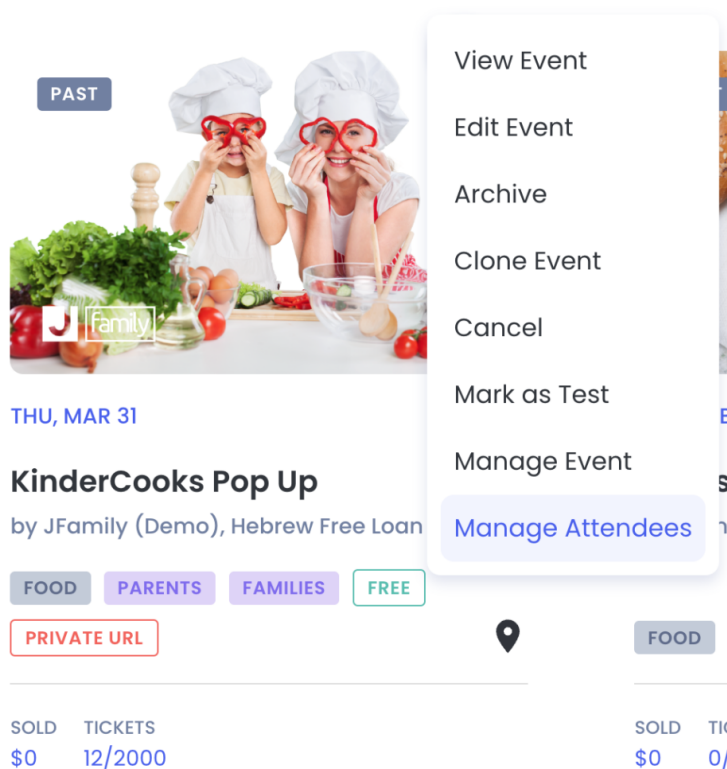 PAST
J family
THU, MAR 31
KinderCooks Pop Up
by JFamily (Demo), Hebrew Free Loan
FOOD PARENTS FAMILIES FREE
PRIVATE URL
SOLD TICKETS
$0 12/2000
View Event
Edit Event
Archive
Clone Event
Cancel
Mark as Test
Manage Event
Manage Attendees
FOOD
SOLD
$0